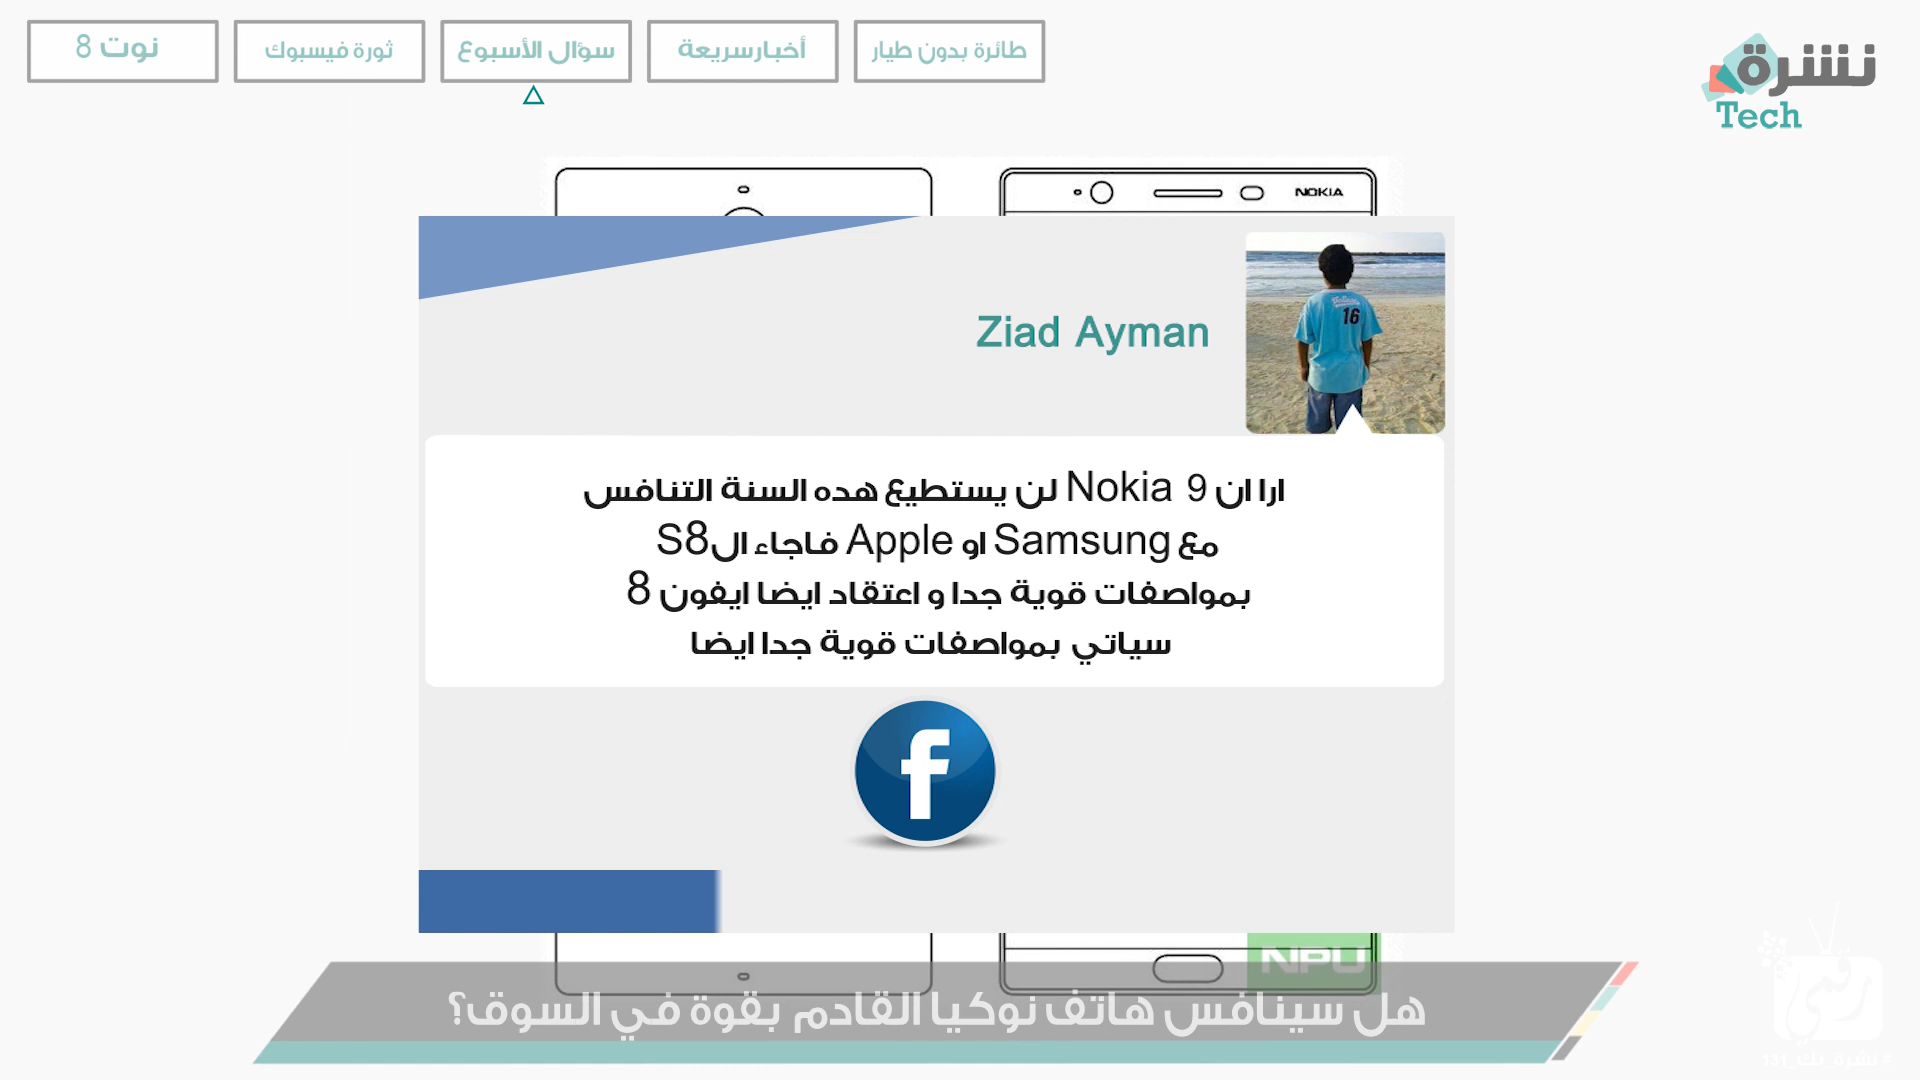 طائرة بدون طيار
أخبارسريعة
سؤال الأسبوع
ثورة فيسبوك
نوت 8
نشرة
Tech
NOKIA
16
Ziad Ayman
ارا ان Nokia 9 لن يستطيع هده السنة التنافس
مع Samsung او Apple فاجاء الS8
بمواصفات قوية جدا و اعتقاد ايضا ايفون 8
سياتي بمواصفات قوية جدا ايضا
f
NPU
هل سينافس هاتف نوكيا القادم بقوة في السوق؟